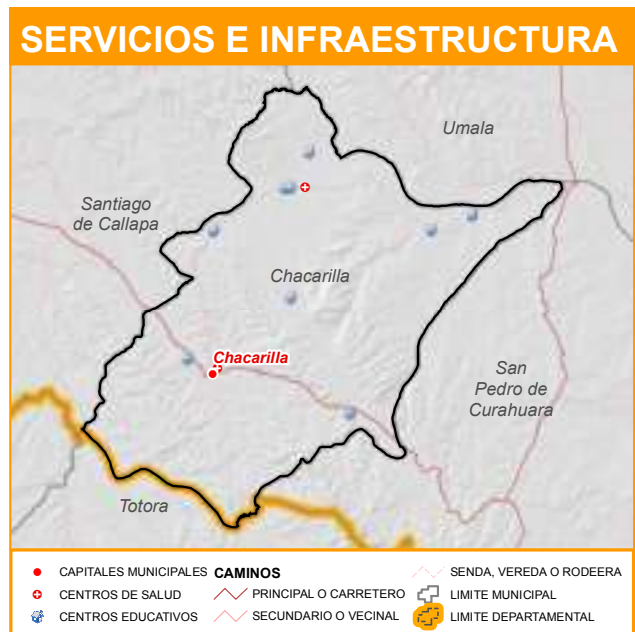 SERVICIOS E INFRAESTRUCTURA
Umala
Santiago
de Callapa
Chacarilla
Chacarilla
San
Pedro de
Curahuara
Totora
CAPITALES MUNICIPALES
CENTROS DE SALUD
CENTROS EDUCATIVOS
CAMINOS
PRINCIPAL O CARRETERO
SECUNDARIO O VECINAL
SENDA, VEREDA O RODEERA
LIMITE MUNICIPAL
LIMITE DEPARTAMENTAL